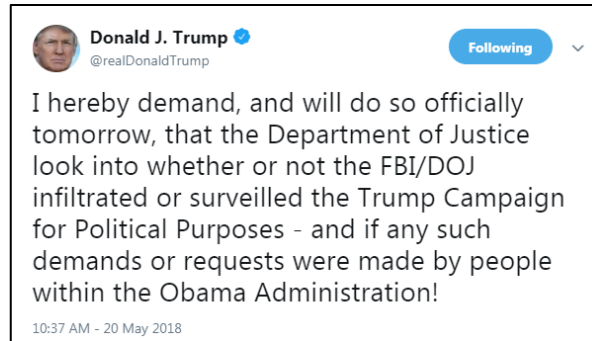 Donald J. Trump
@realDonaldTrump
Following
I hereby demand, and will do so officially
tomorrow, that the Department of Justice
look into whether or not the FBI/DOJ
infiltrated or surveilled the Trump Campaign
for Political Purposes - and if any such
demands or requests were made by people
within the Obama Administration!
10:37 AM - 20 May 2018